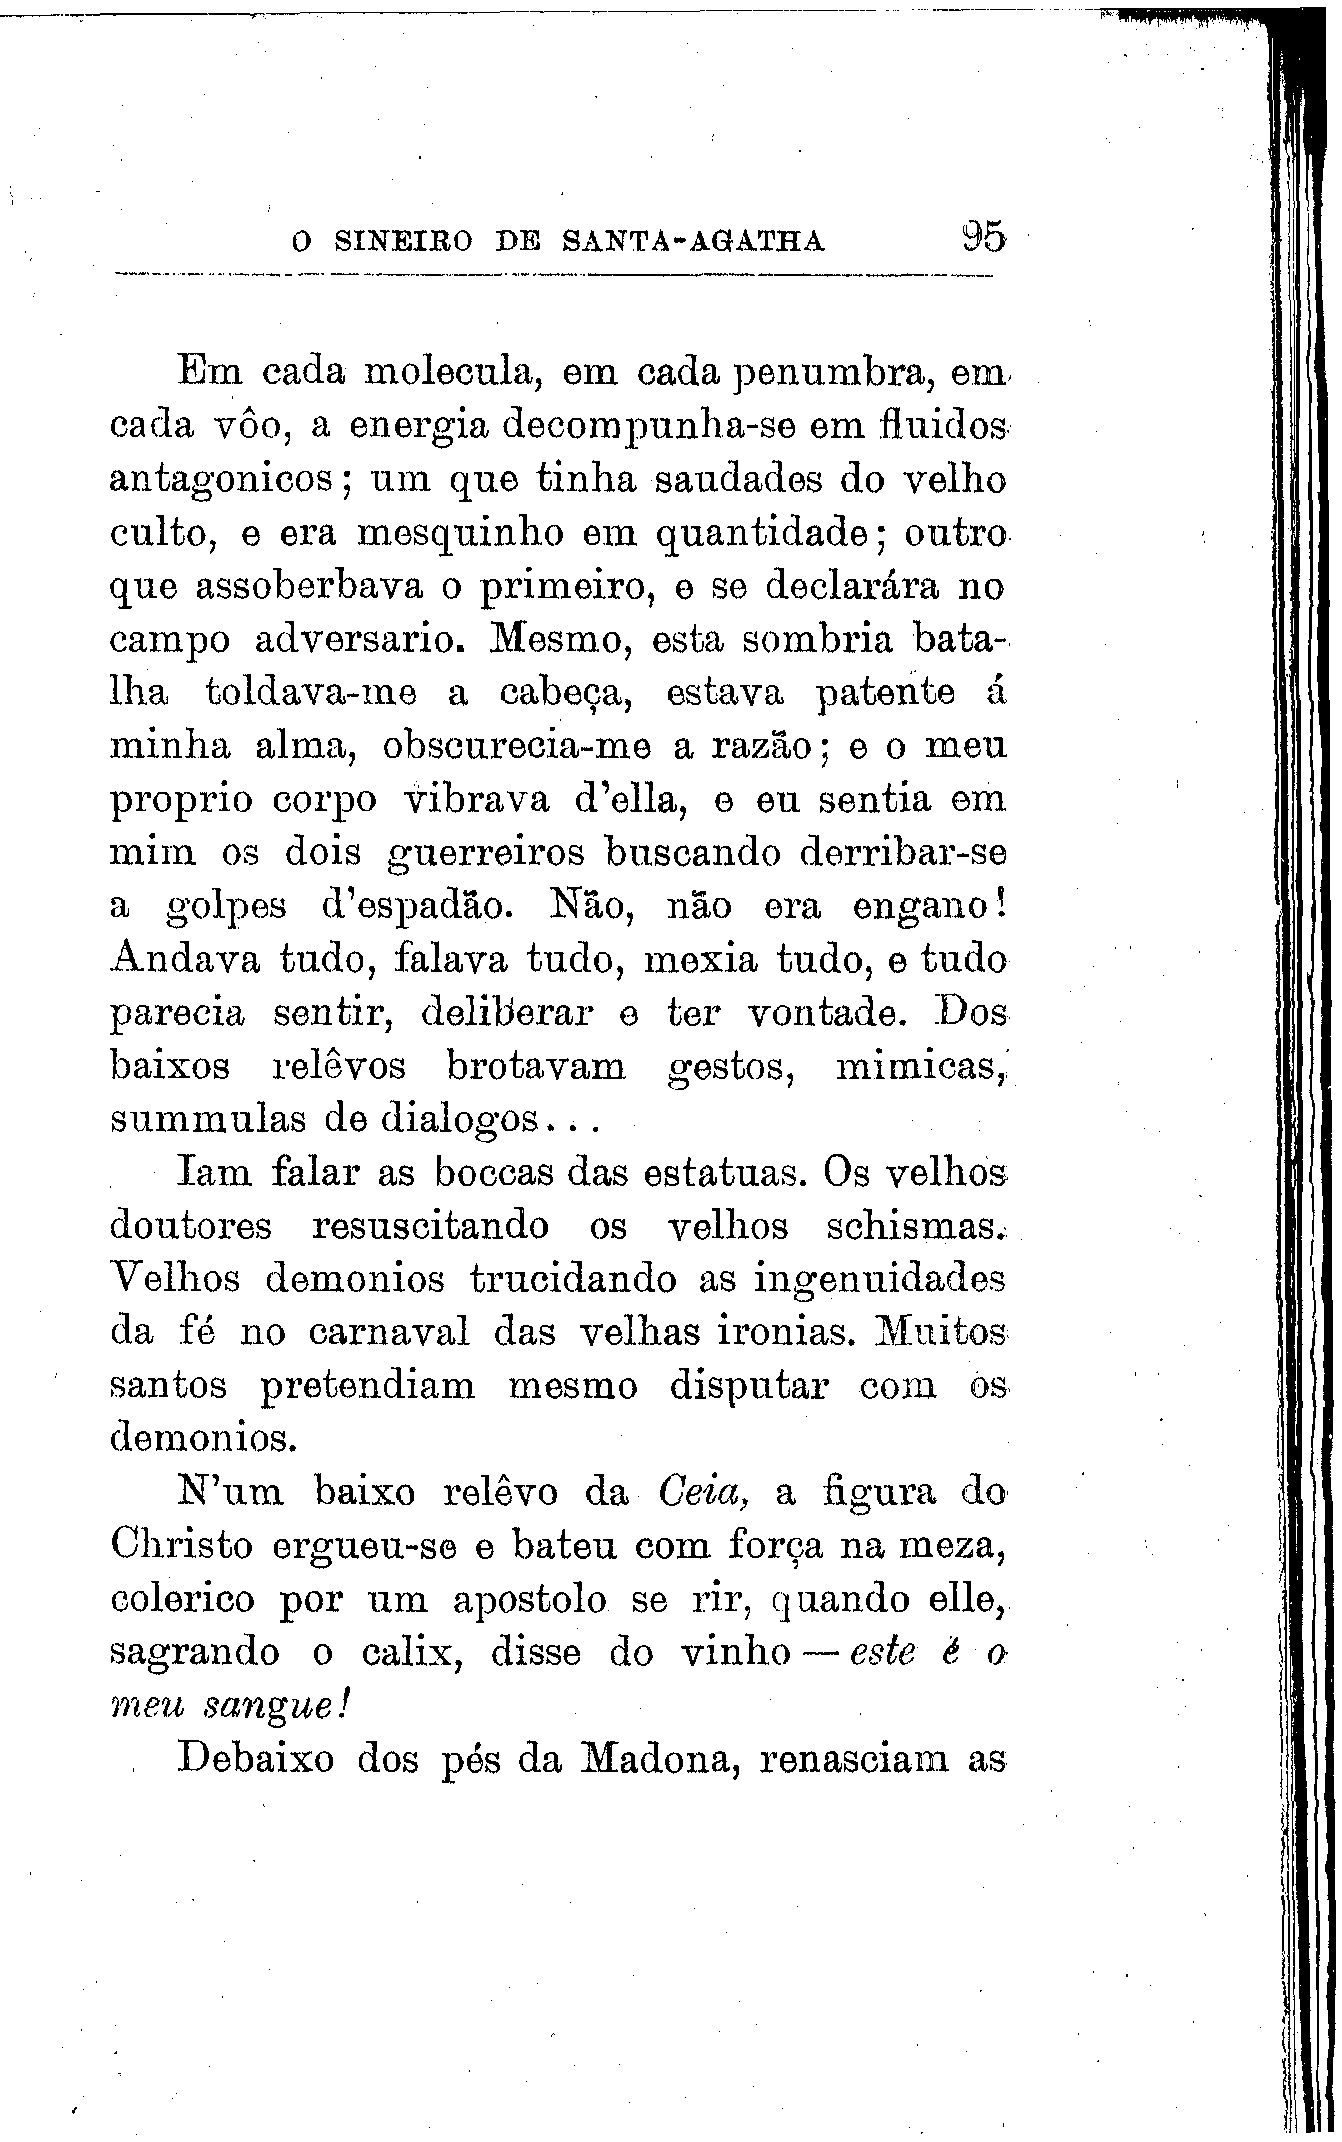 O SINEIRO DE SANTA-AGATHA 95
Em cada molecula, em cada penumbra, em
cada vôo, a energia decompunha-se em fluidos
antagonicos; um que tinha saudades do velho
culto, e era mesquinho em quantidade; outro
que assoberbava o primeiro, e se declarára no
campo adversario. Mesmo, esta sombria bata-
lha toldava-me a cabeça, estava patente á
minha alma, obscurecia-me a razão; e o meu
proprio corpo vibrava d'ella, e eu sentia em
mim os dois guerreiros buscando derribar-se
a golpes d'espadão. Não, não era engano!
Andava tudo, falava tudo, mexia tudo, e tudo
parecia sentir, deliberar e ter vontade. Dos
baixos relêvos brotavam gestos, mimicas,
summulas de dialogos...
Iam falar as boccas das estatuas. Os velhos
doutores resuscitando os velhos schismas.
Velhos demonios trucidando as ingenuidades
da fé no carnaval das velhas ironias. Muitos
santos pretendiam mesmo disputar com os
demonios.
N'um baixo relêvo da Ceia, a figura do
Christo ergueu-se e bateu com força na meza,
colerico por um apostolo se rir, quando elle,
sagrando o calix, disse do vinho — este é o
meu sangue!
Debaixo dos pés da Madona, renasciam as